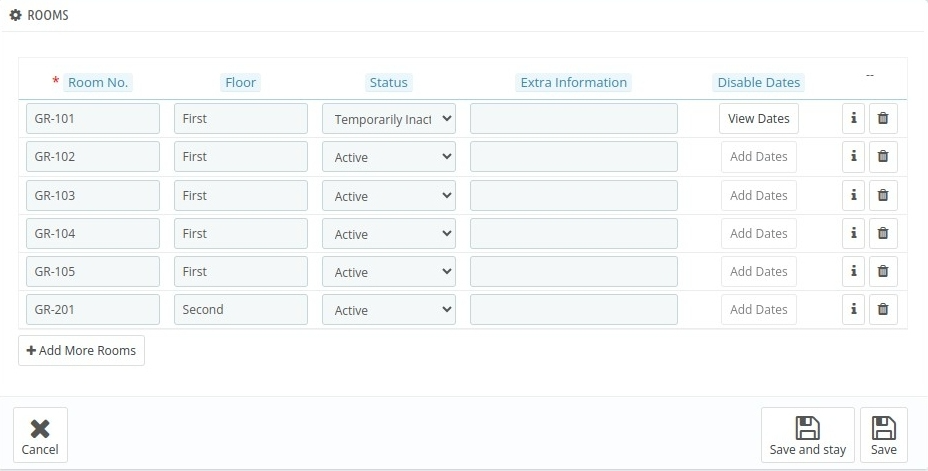 ROOMS
* Room No. Floor Status Extra Information Disable Dates --
GR-101 First Temporarily Inact View Dates
GR-102 First Active Add Dates
GR-103 First Active Add Dates
GR-104 First Active Add Dates
GR-105 First Active Add Dates
GR-201 Second Active Add Dates
+ Add More Rooms
Cancel Save and stay Save